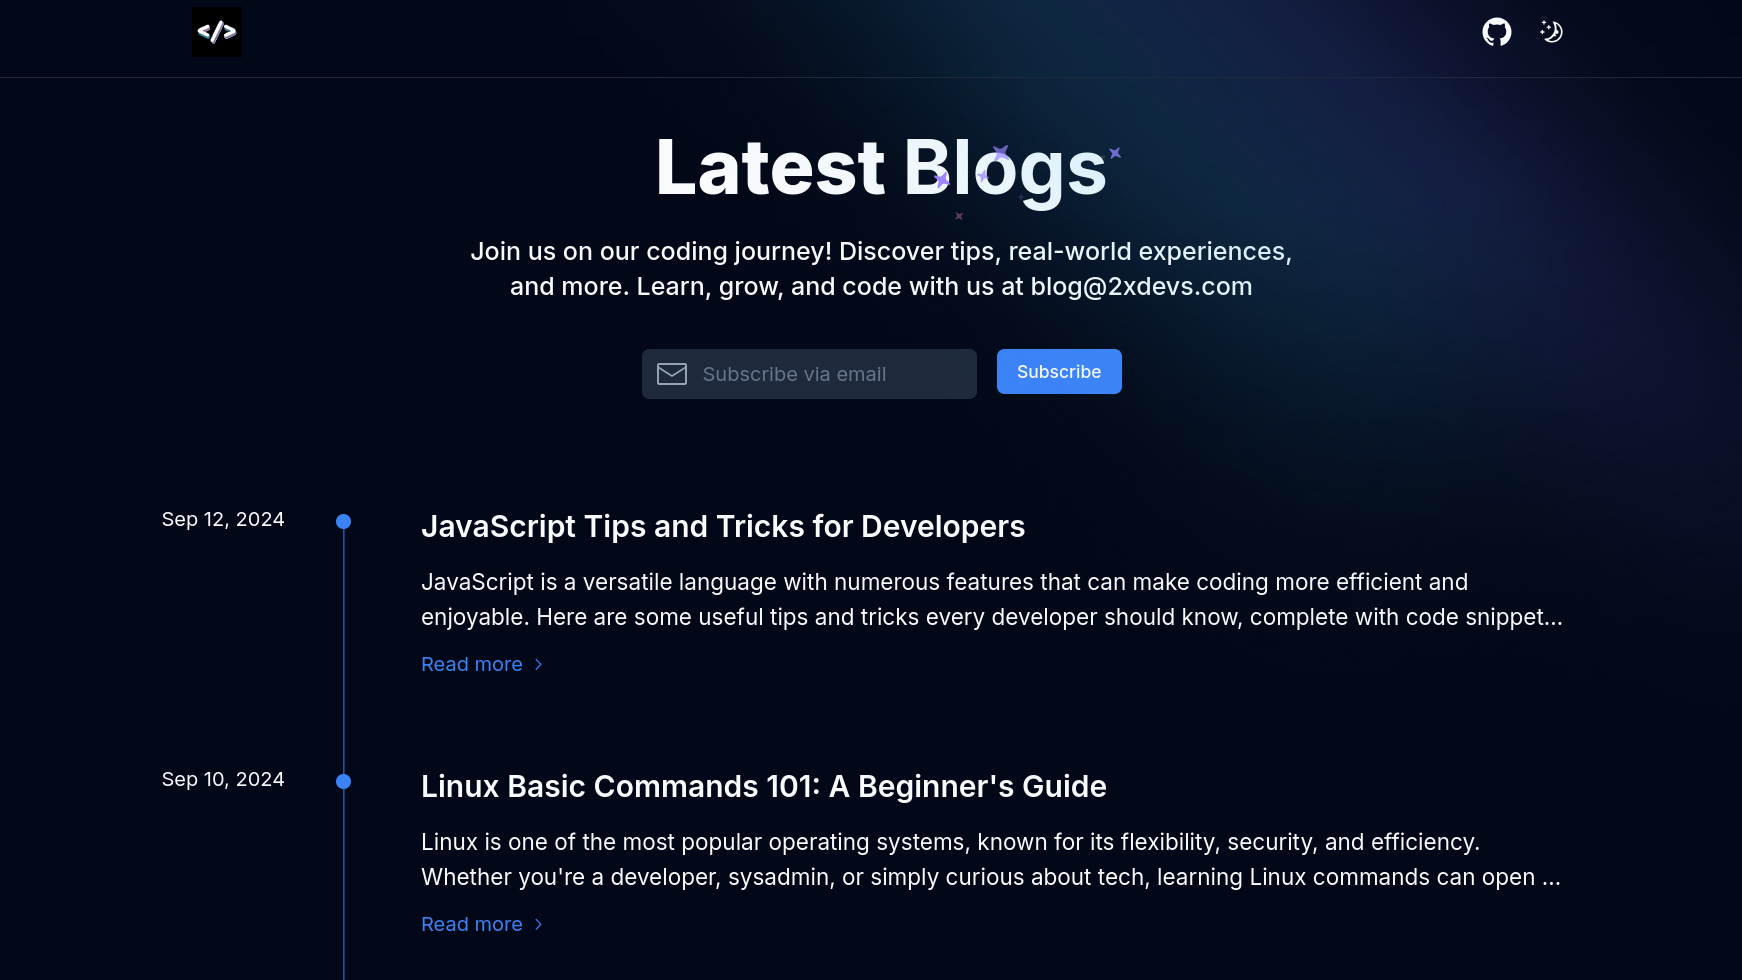 </>
Latest Blogs
Join us on our coding journey! Discover tips, real-world experiences,
and more. Learn, grow, and code with us at blog@2xdevs.com
Subscribe via email
Subscribe
Sep 12, 2024
JavaScript Tips and Tricks for Developers
JavaScript is a versatile language with numerous features that can make coding more efficient and
enjoyable. Here are some useful tips and tricks every developer should know, complete with code snippet...
Read more
Sep 10, 2024
Linux Basic Commands 101: A Beginner's Guide
Linux is one of the most popular operating systems, known for its flexibility, security, and efficiency.
Whether you're a developer, sysadmin, or simply curious about tech, learning Linux commands can open ...
Read more